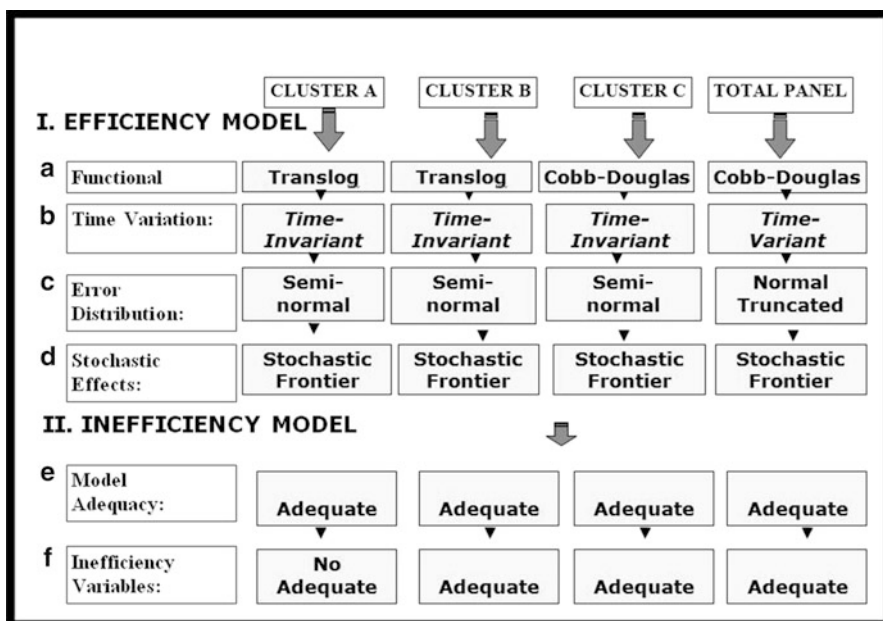 CLUSTER A CLUSTER B CLUSTER C TOTAL PANEL
I. EFFICIENCY MODEL
a Functional Translog Translog Cobb-Douglas Cobb-Douglas
b Time Variation: Time- Time- Time- Time-
Invariant Invariant Invariant Variant
c Error Semi- Semi- Semi- Normal
Distribution: normal normal normal Truncated
d Stochastic Stochastic Stochastic Stochastic Stochastic
Effects: Frontier Frontier Frontier Frontier
II. INEFFICIENCY MODEL
e Model
Adequacy: Adequate Adequate Adequate Adequate
f Inefficiency No
Variables: Adequate Adequate Adequate Adequate